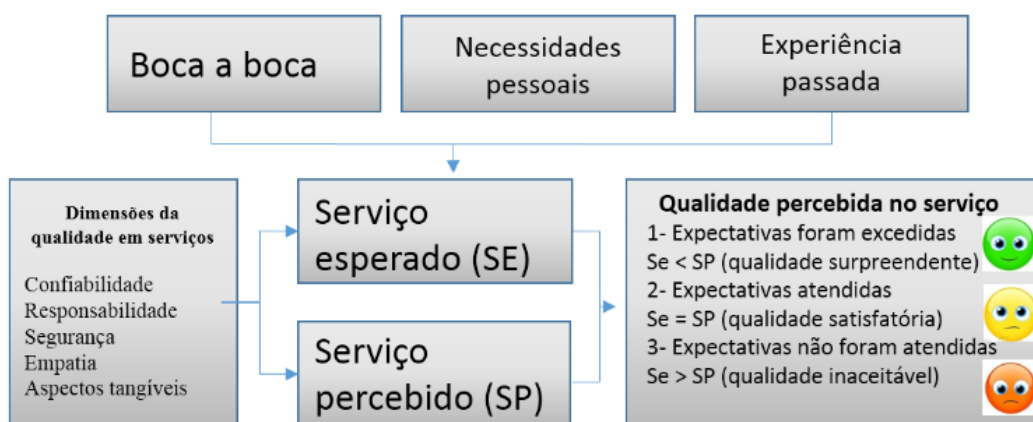 Boca a boca
Necessidades
pessoais
Experiência
passada
Dimensões da
qualidade em serviços
Confiabilidade
Responsabilidade
Segurança
Empatia
Aspectos tangíveis
Serviço
esperado (SE)
Serviço
percebido (SP)
Qualidade percebida no serviço
1- Expectativas foram excedidas
Se < SP (qualidade surpreendente)
2- Expectativas atendidas
Se = SP (qualidade satisfatória)
3- Expectativas não foram atendidas
Se > SP (qualidade inaceitável)